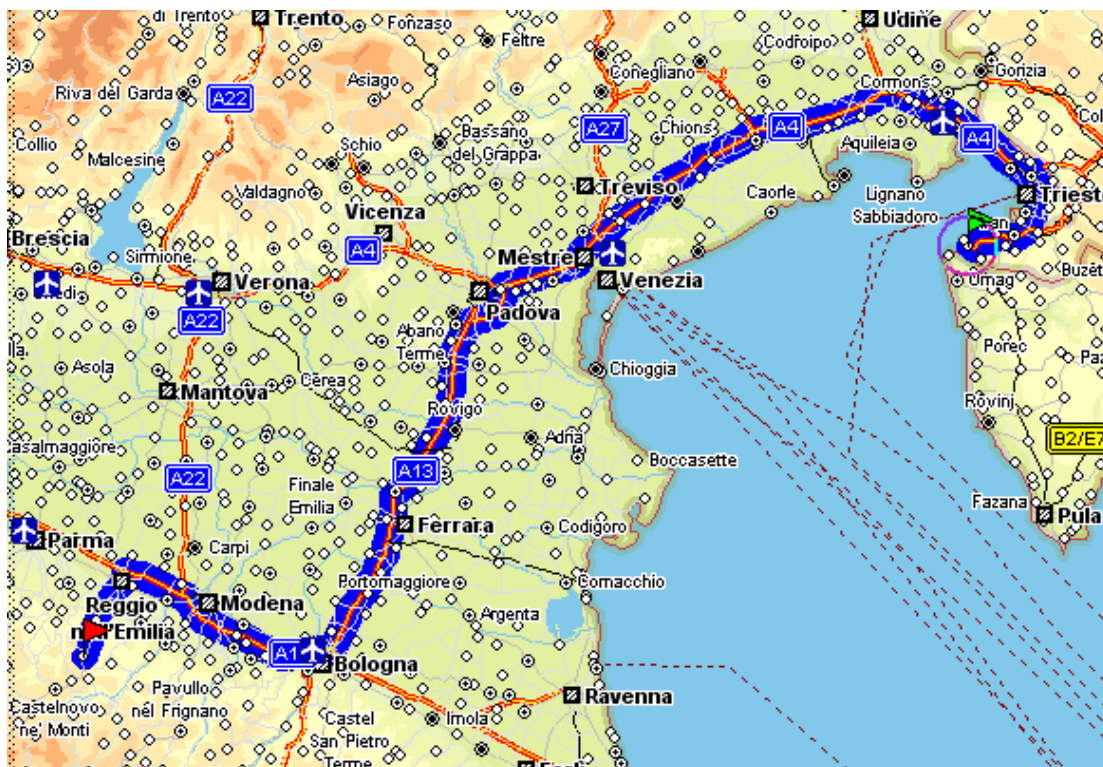 di Trento
Trento
Fonzaso
Feltre
Udine
Codroipo
Conegliano
Cormons
Gorizia
Asiago
Riva del Garda
A22
A27
Bassano
del Grappa
Chions
A4
A4
Collio
Malcesine
Schio
Aquileia
Valdagno
Treviso
Caorle
Lignano
Sabbiadoro
Trieste
Vicenza
Brescia
Sirmione
A4
Mestre
Verona
Venezia
Umag
Padova
A22
Abano
Terme
Porec
Asola
Chioggia
Mantova
Cerea
Rovigo
Rovinj
Adria
B2/E7
Casalmaggiore
A22
A13
Boccasette
Finale
Emilia
Fazana
Pula
Ferrara
Codigoro
Parma
Carpi
Portomaggiore
Comacchio
Reggio
Modena
Argenta
A1
Bologna
Pavullo
nel Frignano
Ravenna
Castelnovo
ne' Monti
Castel
San Pietro
Terme
Imola